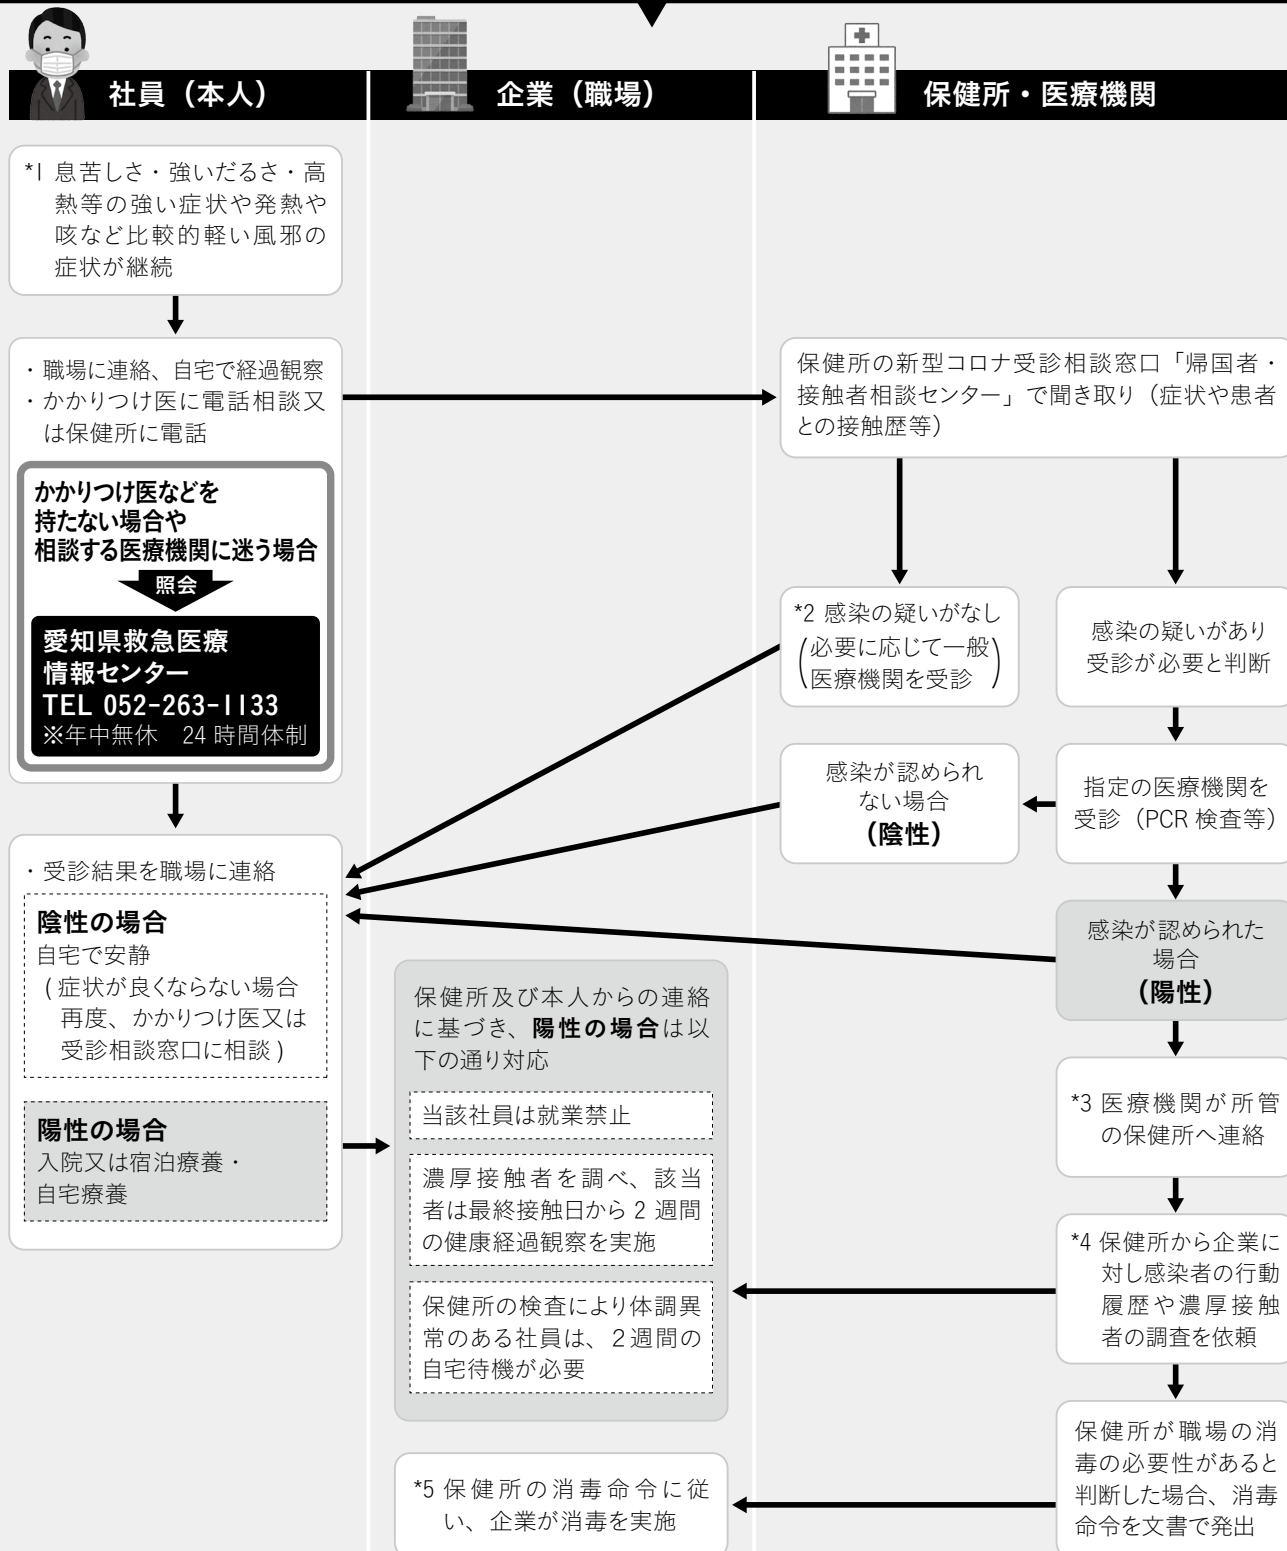 社員（本人）
企業（職場）
保健所・医療機関
*1 息苦しさ・強いだるさ・高
熱等の強い症状や発熱や
咳など比較的軽い風邪の
症状が継続
・職場に連絡、自宅で経過観察
・かかりつけ医に電話相談又
は保健所に電話
かかりつけ医などを
持たない場合や
相談する医療機関に迷う場合
照会
愛知県救急医療
情報センター
TEL 052-263-1133
※年中無休　24 時間体制
・受診結果を職場に連絡
陰性の場合
自宅で安静
( 症状が良くならない場合
再度、かかりつけ医又は
受診相談窓口に相談 )
陽性の場合
入院又は宿泊療養・
自宅療養
保健所及び本人からの連絡
に基づき、陽性の場合は以
下の通り対応
当該社員は就業禁止
濃厚接触者を調べ、該当
者は最終接触日から 2 週間
の健康経過観察を実施
保健所の検査により体調異
常のある社員は、2 週間の
自宅待機が必要
*5 保健所の消毒命令に従
い、企業が消毒を実施
保健所の新型コロナ受診相談窓口「帰国者・
接触者相談センター」で聞き取り（症状や患者
との接触歴等）
*2 感染の疑いがなし
(必要に応じて一般
医療機関を受診)
感染の疑いがあり
受診が必要と判断
感染が認められ
ない場合
(陰性)
指定の医療機関を
受診（PCR 検査等）
感染が認められた
場合
(陽性)
*3 医療機関が所管
の保健所へ連絡
*4 保健所から企業に
対し感染者の行動
履歴や濃厚接触
者の調査を依頼
保健所が職場の消
毒の必要性があると
判断した場合、消毒
命令を文書で発出